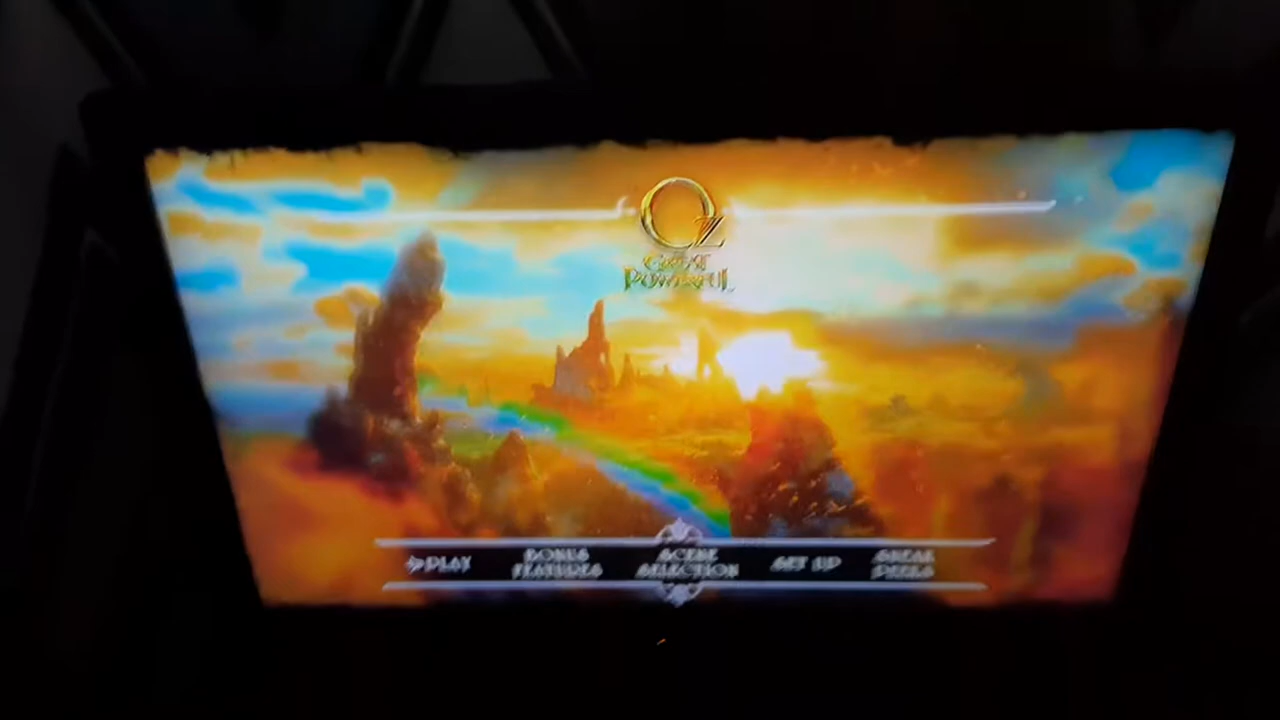 Oz
GREAT
POWERFUL
PLAY
BONUS
FEATURES
SCENE
SELECTION
SET UP
SNEAK
PEEKS